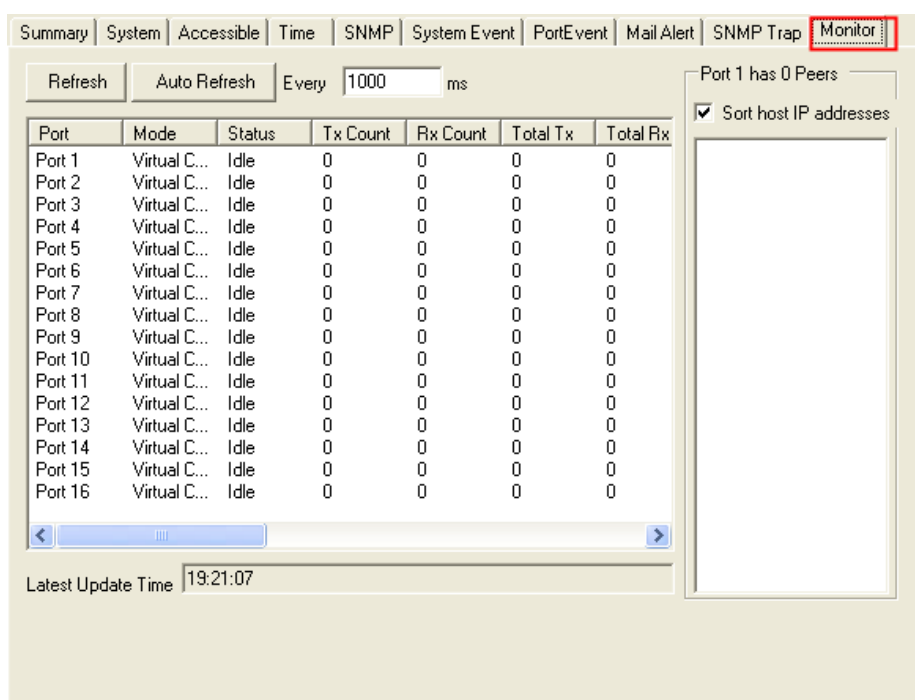 Summary System Accessible Time SNMP System Event PortEvent Mail Alert SNMP Trap Monitor
Refresh Auto Refresh Every 1000 ms
Port 1 has 0 Peers
Sort host IP addresses
Port Mode Status Tx Count Rx Count Total Tx Total Rx
Port 1 Virtual C... Idle 0 0 0 0
Port 2 Virtual C... Idle 0 0 0 0
Port 3 Virtual C... Idle 0 0 0 0
Port 4 Virtual C... Idle 0 0 0 0
Port 5 Virtual C... Idle 0 0 0 0
Port 6 Virtual C... Idle 0 0 0 0
Port 7 Virtual C... Idle 0 0 0 0
Port 8 Virtual C... Idle 0 0 0 0
Port 9 Virtual C... Idle 0 0 0 0
Port 10 Virtual C... Idle 0 0 0 0
Port 11 Virtual C... Idle 0 0 0 0
Port 12 Virtual C... Idle 0 0 0 0
Port 13 Virtual C... Idle 0 0 0 0
Port 14 Virtual C... Idle 0 0 0 0
Port 15 Virtual C... Idle 0 0 0 0
Port 16 Virtual C... Idle 0 0 0 0
Latest Update Time 19:21:07